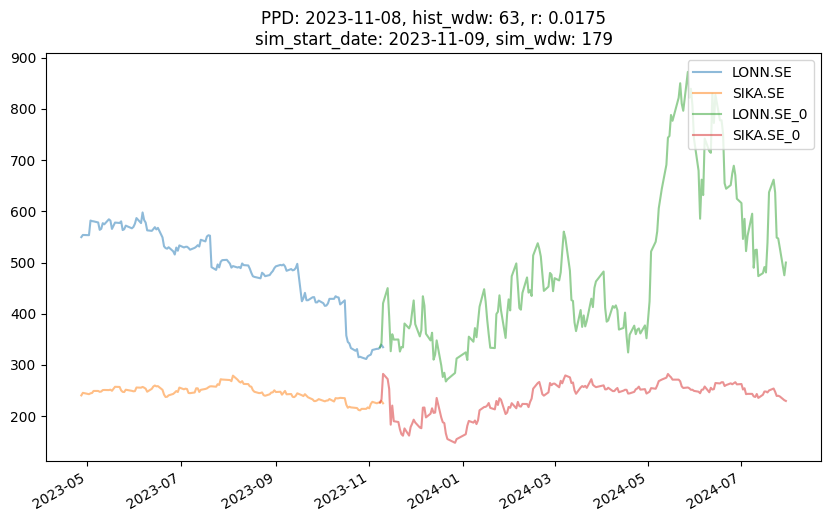 PPD: 2023-11-08, hist_wdw: 63, r: 0.0175
sim_start_date: 2023-11-09, sim_wdw: 179
900
800
700
600
500
400
300
200
LONN.SE
SIKA.SE
LONN.SE_0
SIKA.SE_0
2023-05
2023-07
2023-09
2023-11
2024-01
2024-03
2024-05
2024-07